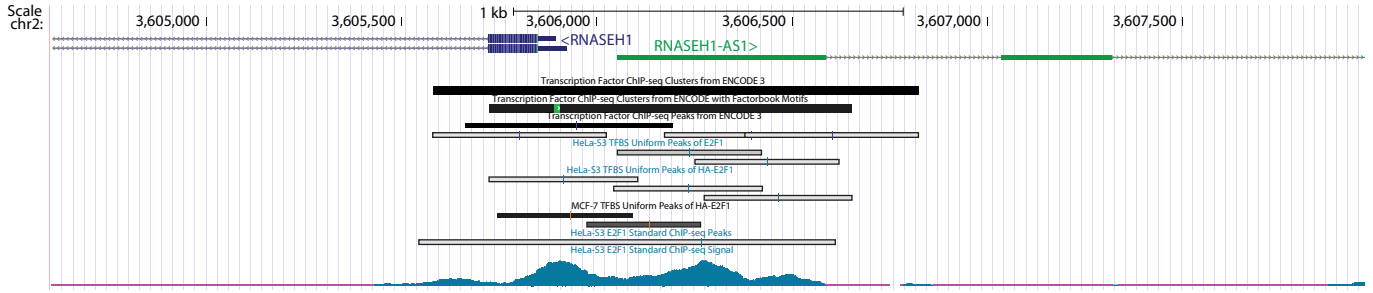 Scale
1 kb
chr2:
3,605,000
3,605,500
3,606,000
3,606,500
3,607,000
3,607,500
<RNASEH1
RNASEH1-AS1>
Transcription Factor ChIP-seq Clusters from ENCODE 3
Transcription Factor ChIP-seq Clusters from ENCODE with Factorbook Motifs
Transcription Factor ChIP-seq Peaks from ENCODE 3
HeLa-S3 TFBS Uniform Peaks of E2F1
HeLa-S3 TFBS Uniform Peaks of HA-E2F1
MCF-7 TFBS Uniform Peaks of HA-E2F1
HeLa-S3 E2F1 Standard ChIP-seq Peaks
HeLa-S3 E2F1 Standard ChIP-seq Signal